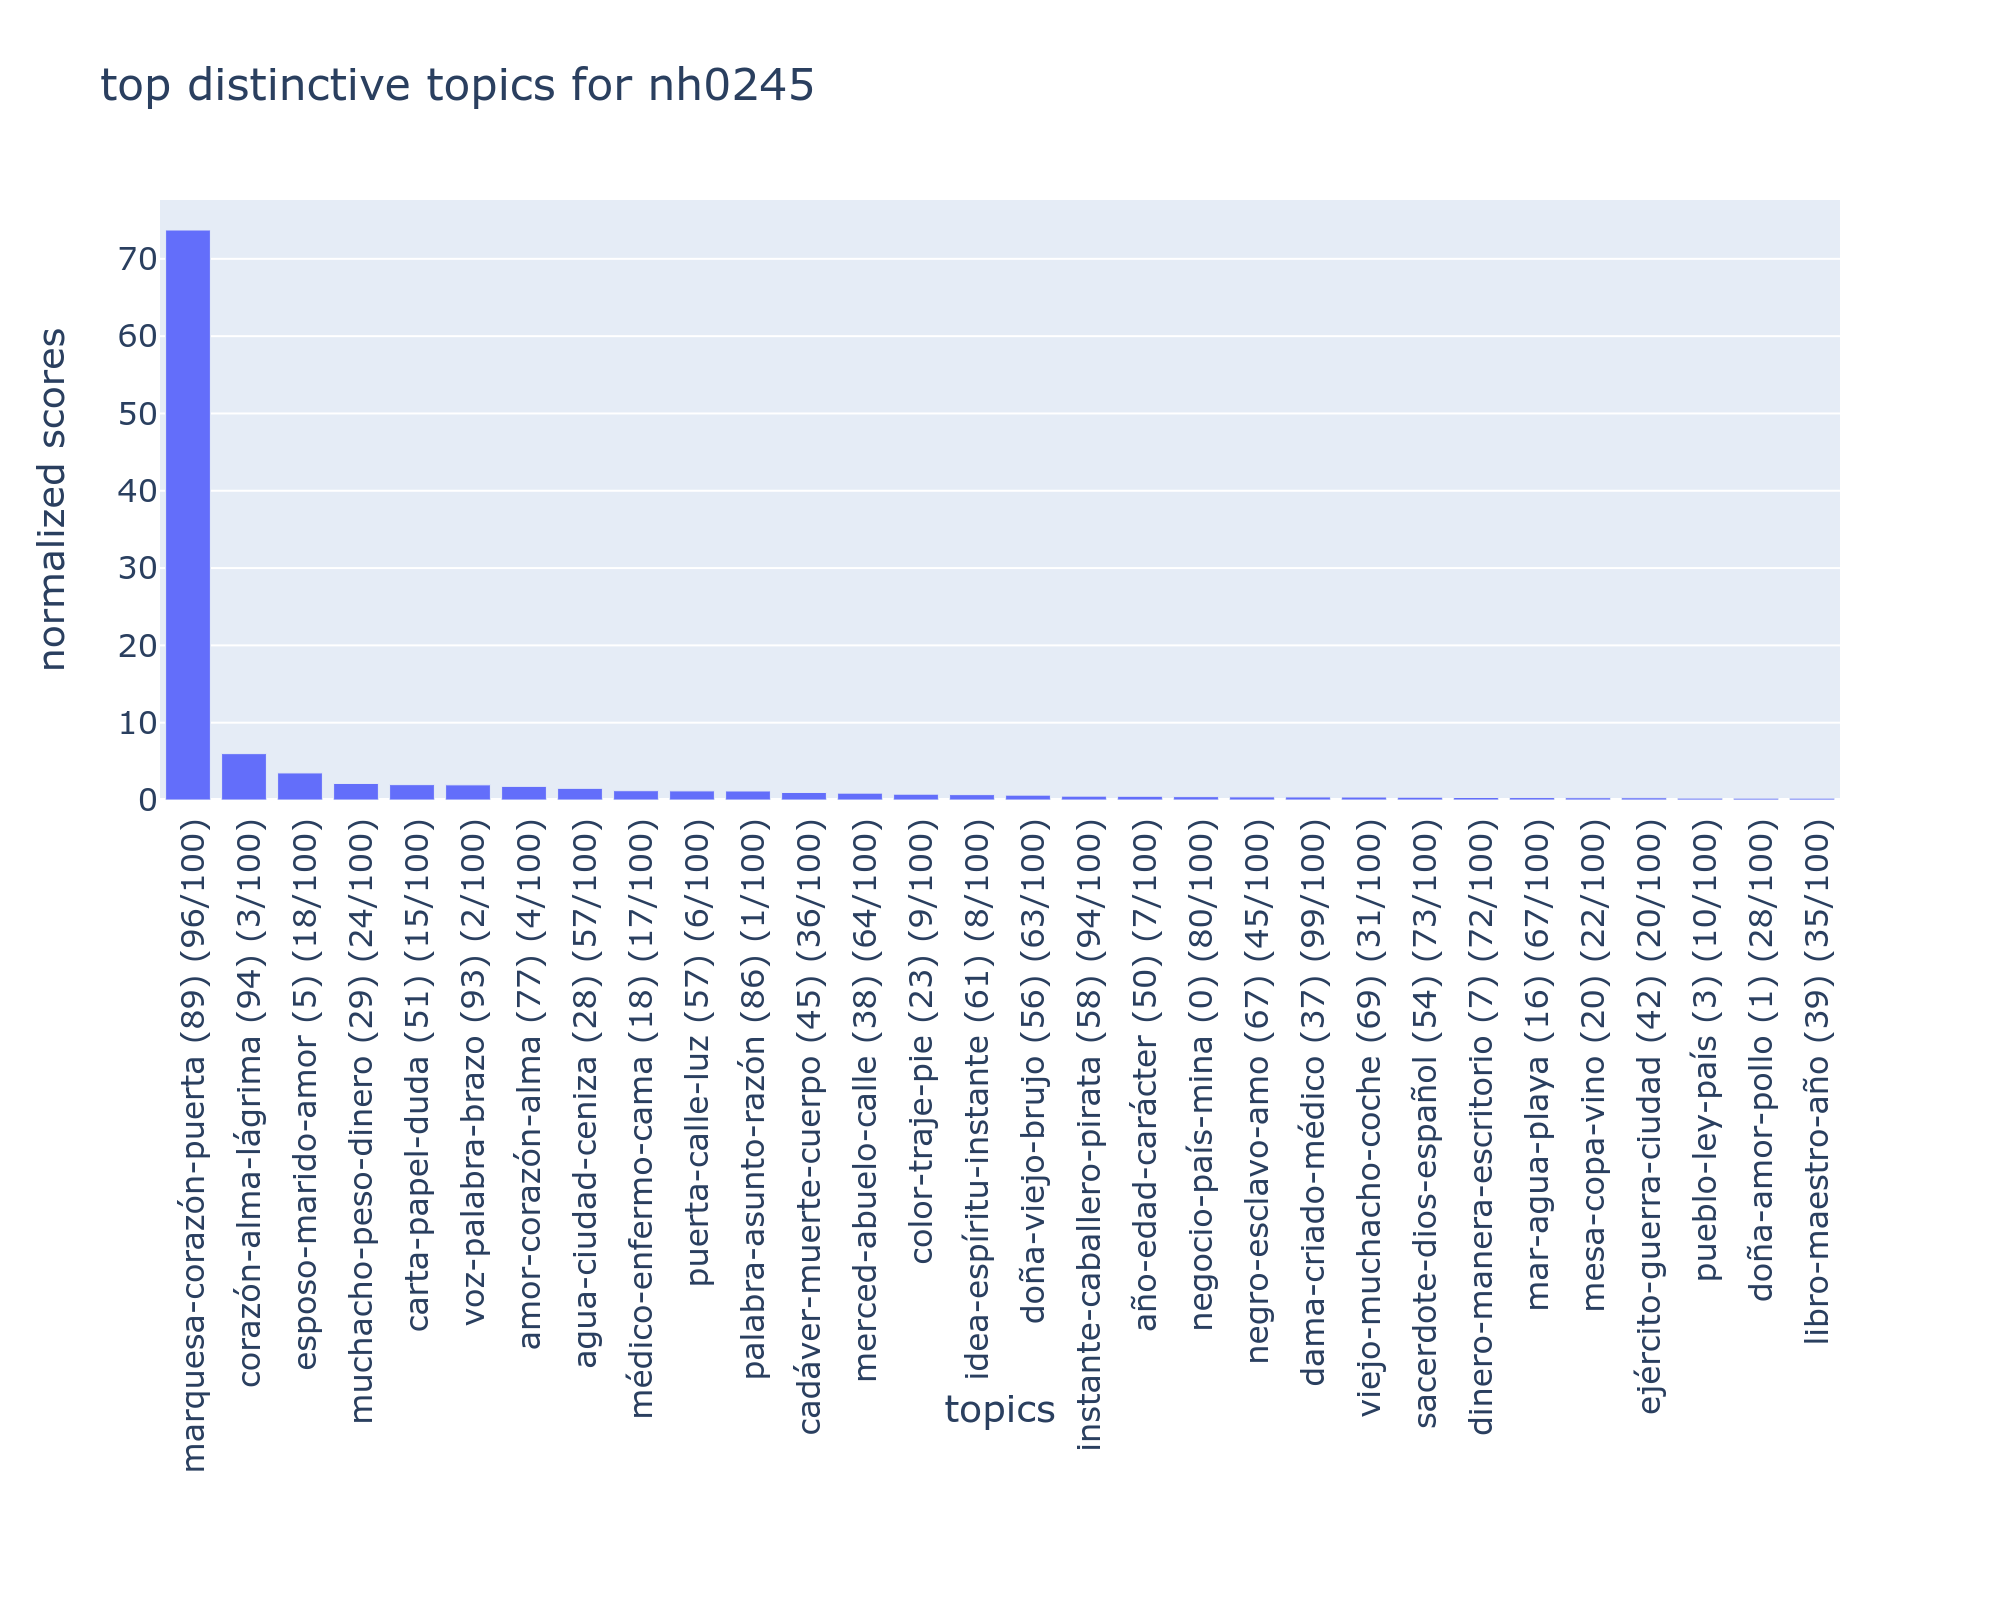 top distinctive topics for nh0245
normalized scores
70
60
50
40
30
20
10
0
marquesa-corazón-puerta (89) (96/100)
corazón-alma-lágrima (94) (3/100)
esposo-marido-amor (5) (18/100)
muchacho-peso-dinero (29) (24/100)
carta-papel-duda (51) (15/100)
voz-palabra-brazo (93) (2/100)
amor-corazón-alma (77) (4/100)
agua-ciudad-ceniza (28) (57/100)
médico-enfermo-cama (18) (17/100)
puerta-calle-luz (57) (6/100)
palabra-asunto-razón (86) (1/100)
cadáver-muerte-cuerpo (45) (36/100)
merced-abuelo-calle (38) (64/100)
color-traje-pie (23) (9/100)
idea-espíritu-instante (61) (8/100)
doña-viejo-brujo (56) (63/100)
instante-caballero-pirata (58) (94/100)
año-edad-carácter (50) (7/100)
negocio-país-mina (0) (80/100)
negro-esclavo-amo (67) (45/100)
dama-criado-médico (37) (99/100)
viejo-muchacho-coche (69) (31/100)
sacerdote-dios-español (54) (73/100)
dinero-manera-escritorio (7) (72/100)
mar-agua-playa (16) (67/100)
mesa-copa-vino (20) (22/100)
ejército-guerra-ciudad (42) (20/100)
pueblo-ley-país (3) (10/100)
doña-amor-pollo (1) (28/100)
libro-maestro-año (39) (35/100)
topics